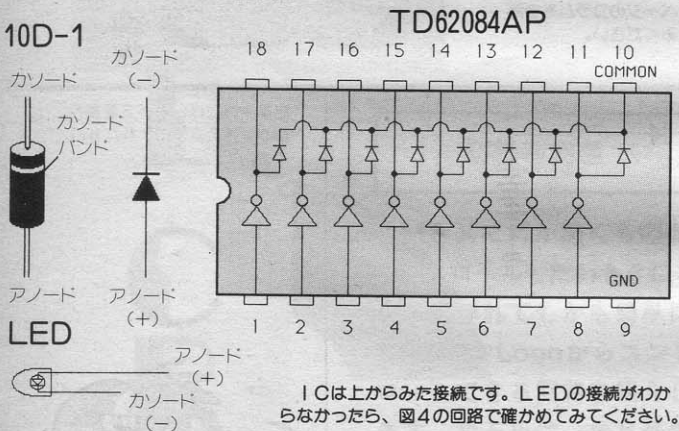 10D-1
カソード
カソード
バンド
アノード
カソード
(−)
アノード
(+)
LED
アノード
(+)
カソード
(−)
TD62084AP
18 17 16 15 14 13 12 11 10
COMMON
GND
1 2 3 4 5 6 7 8 9
ICは上からみた接続です。LEDの接続がわか
らなかったら、図4の回路で確かめてみてください。